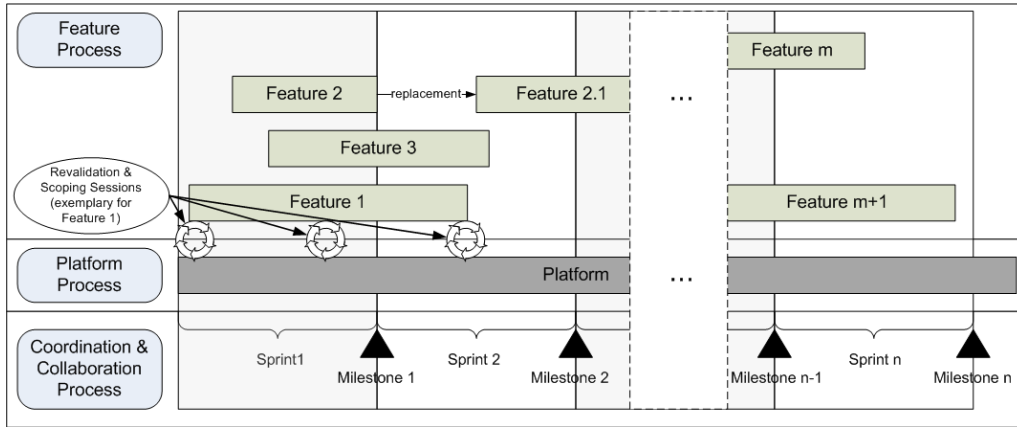 Feature
Process
Feature m
Feature 2
replacement
Feature 2.1
...
Feature 3
Revalidation &
Scoping Sessions
(exemplary for
Feature 1)
Feature 1
Feature m+1
Platform
Process
Platform
...
Coordination &
Collaboration
Process
Sprint1
Sprint 2
Sprint n
Milestone 1
Milestone 2
Milestone n-1
Milestone n